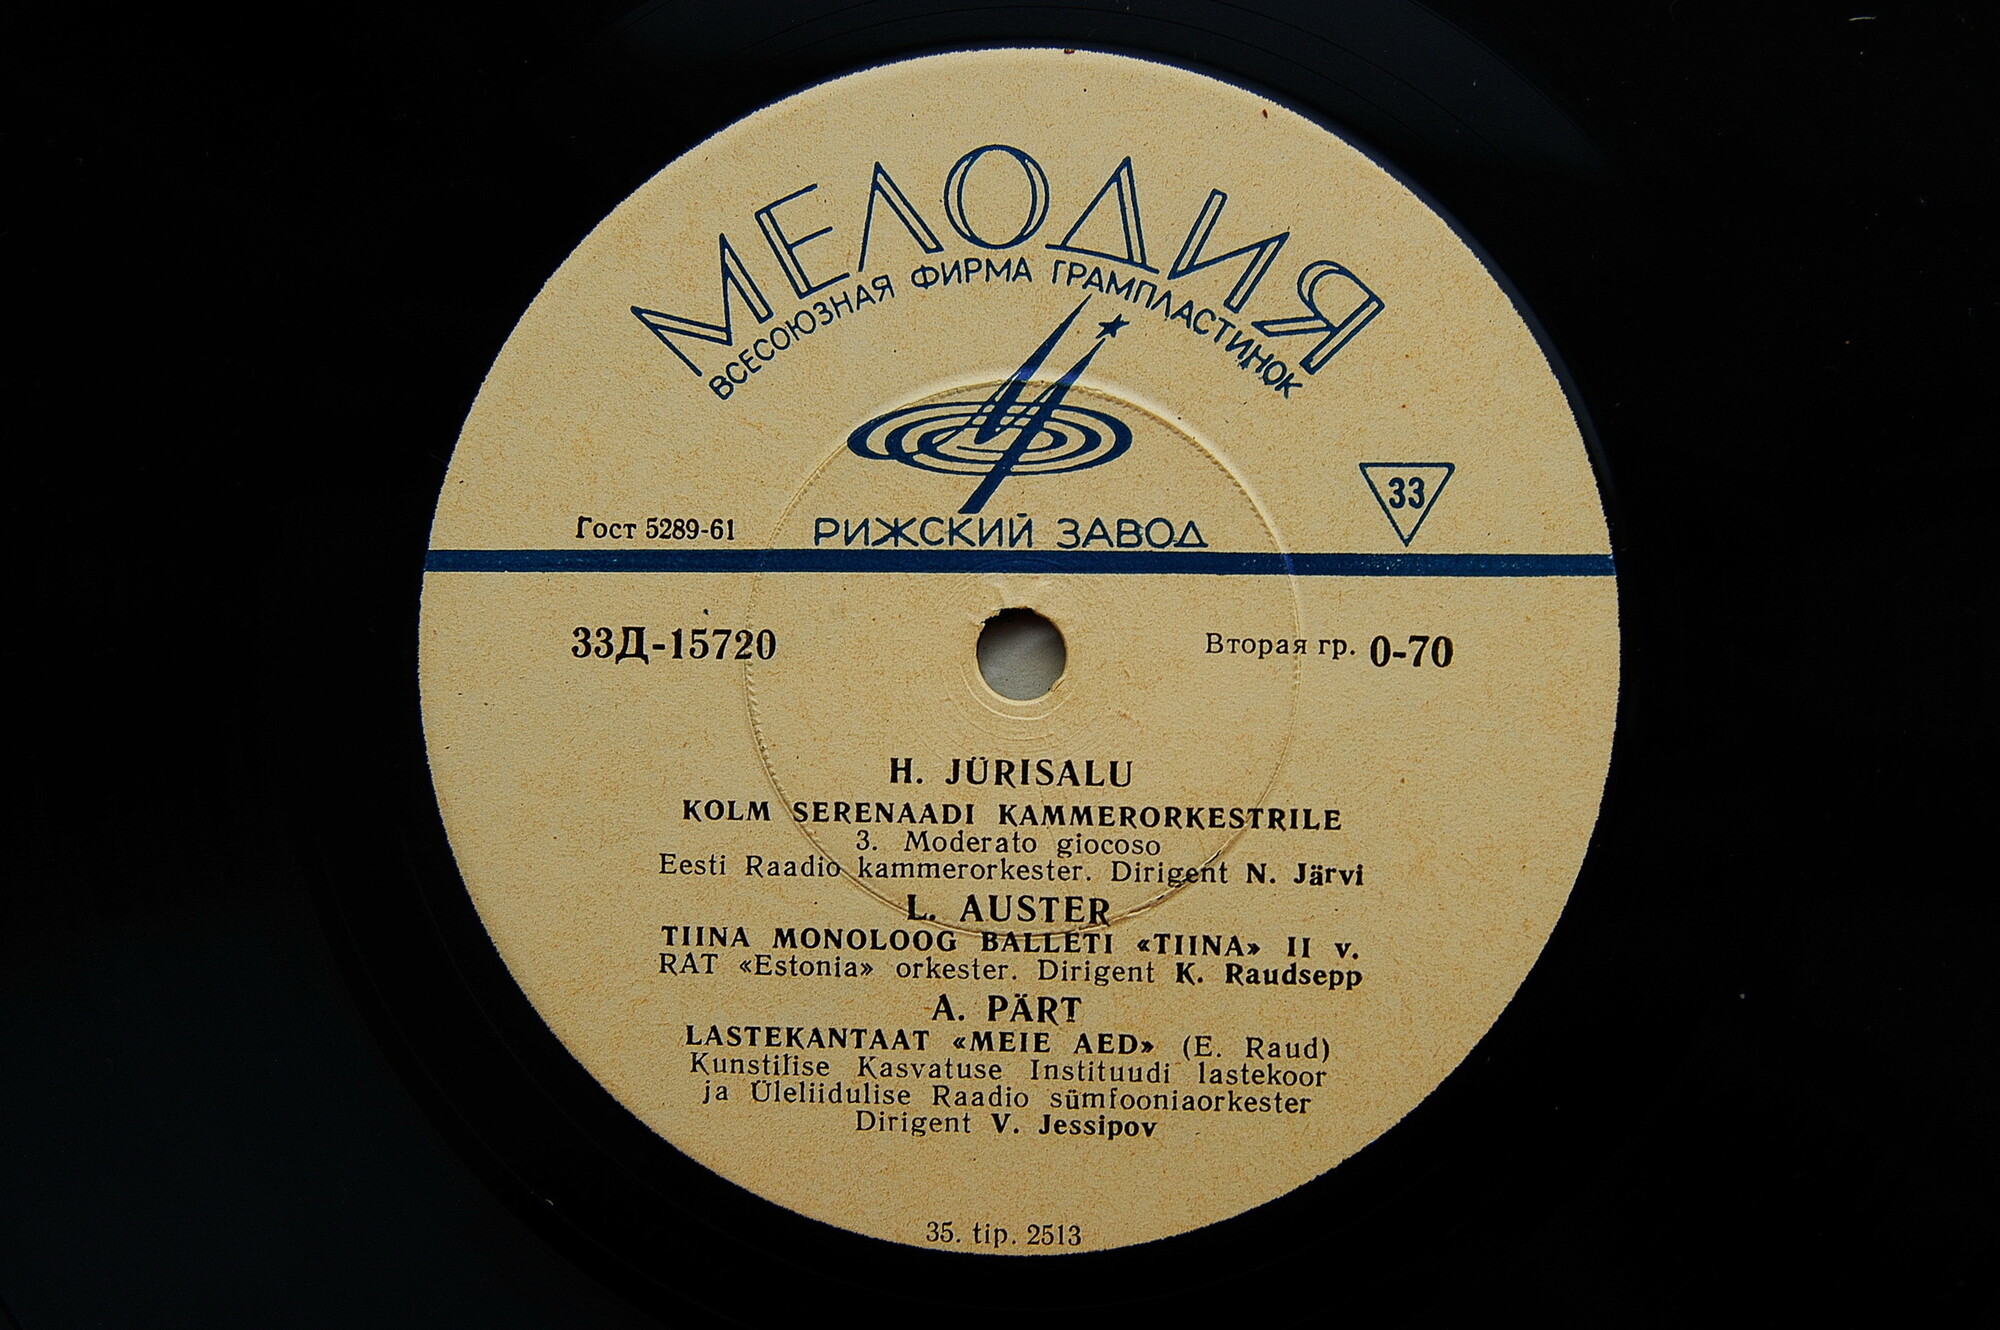 МЕЛОДИЯ
ВСЕСОЮЗНАЯ ФИРМА ГРАМПЛАСТИНОК
33
Гост 5289-61
РИЖСКИЙ ЗАВОД
33Д-15720
Вторая гр. 0-70
H. JÜRISALU
KOLM SERENAADI KAMMERORKESTRILE
3. Moderato giocoso
Eesti Raadio kammerorkester. Dirigent N. Järvi
L. AUSTER
TIINA MONOLOOG BALLETI «TIINA» II v.
RAT «Estonia» orkester. Dirigent K. Raudsepp
A. PÄRT
LASTEKANTAAT «MEIE AED» (E. Raud)
Kunstilise Kasvatuse Instituudi lastekoor
ja Üleliidulise Raadio sümfooniaorkester
Dirigent V. Jessipov
35. tip. 2513